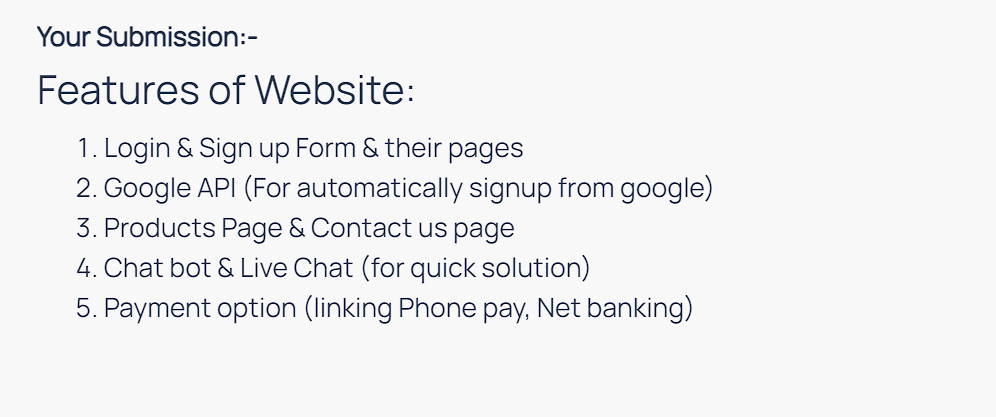 Your Submission:-
Features of Website:
1. Login & Sign up Form & their pages
2. Google API (For automatically signup from google)
3. Products Page & Contact us page
4. Chat bot & Live Chat (for quick solution)
5. Payment option (linking Phone pay, Net banking)